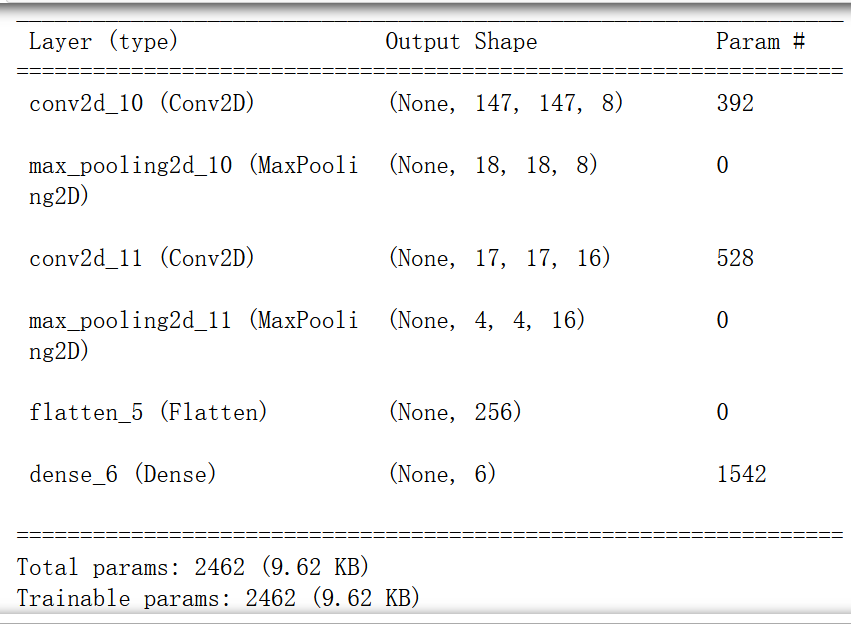 Layer (type) Output Shape Param #
=================================================================
conv2d_10 (Conv2D) (None, 147, 147, 8) 392
max_pooling2d_10 (MaxPooli (None, 18, 18, 8) 0
ng2D)
conv2d_11 (Conv2D) (None, 17, 17, 16) 528
max_pooling2d_11 (MaxPooli (None, 4, 4, 16) 0
ng2D)
flatten_5 (Flatten) (None, 256) 0
dense_6 (Dense) (None, 6) 1542
=================================================================
Total params: 2462 (9.62 KB)
Trainable params: 2462 (9.62 KB)